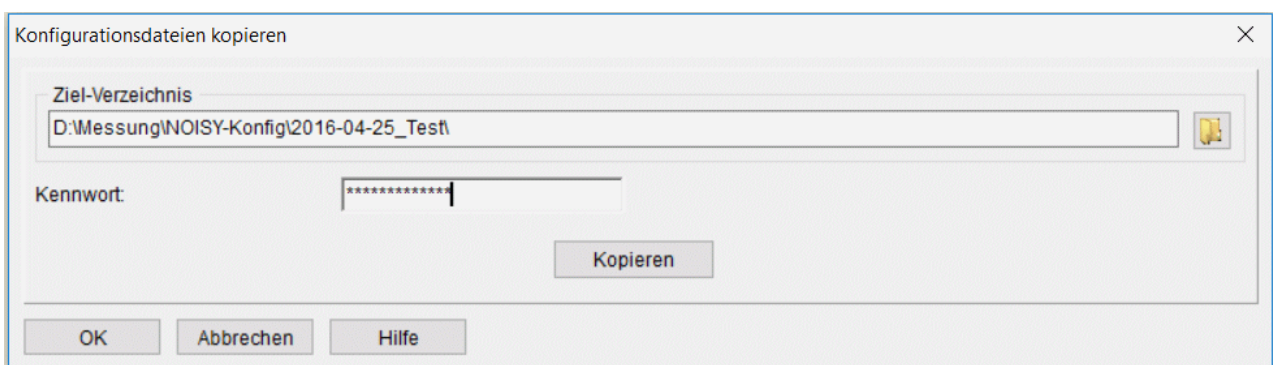 Konfigurationsdateien kopieren
Ziel-Verzeichnis
D:\Messung\NOISY-Konfig\2016-04-25_Test\
Kennwort: *************
Kopieren
OK Abbrechen Hilfe